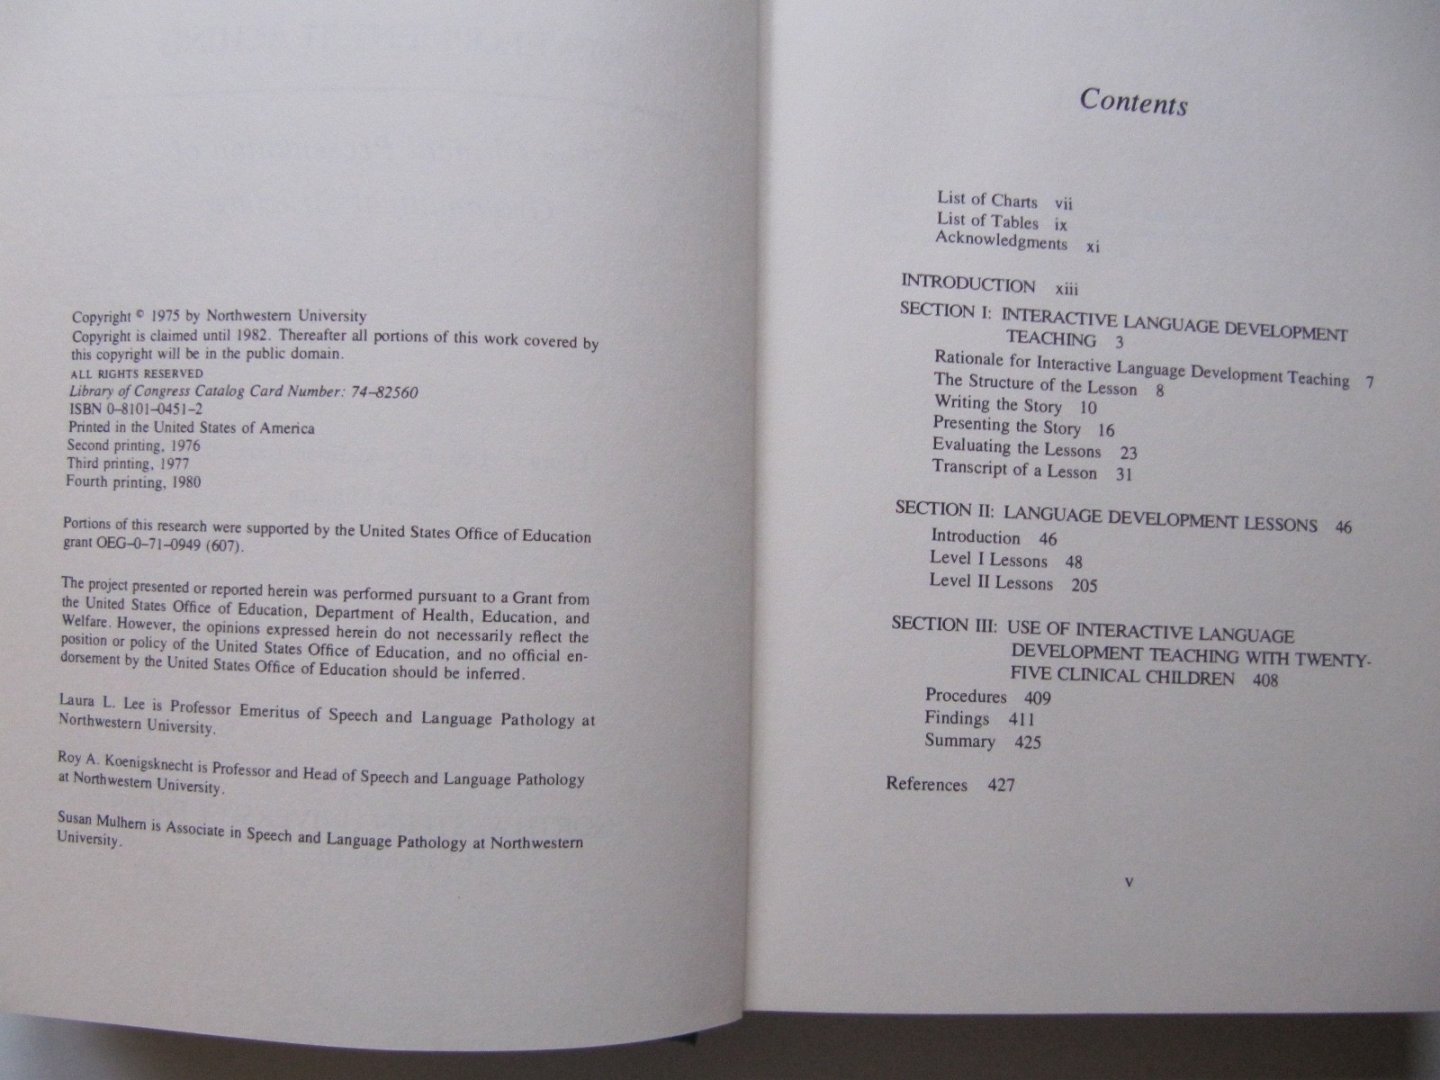 Copyright © 1975 by Northwestern University
Copyright is claimed until 1982. Thereafter all portions of this work covered by
this copyright will be in the public domain.
ALL RIGHTS RESERVED
Library of Congress Catalog Card Number: 74–82560
ISBN 0–8101–0451–2
Printed in the United States of America
Second printing, 1976
Third printing, 1977
Fourth printing, 1980
Portions of this research were supported by the United States Office of Education
grant OEG–0–71–0949 (607).
The project presented or reported herein was performed pursuant to a Grant from
the United States Office of Education, Department of Health, Education, and
Welfare. However, the opinions expressed herein do not necessarily reflect the
position or policy of the United States Office of Education, and no official en-
dorsement by the United States Office of Education should be inferred.
Laura L. Lee is Professor Emeritus of Speech and Language Pathology at
Northwestern University.
Roy A. Koenigsknecht is Professor and Head of Speech and Language Pathology
at Northwestern University.
Susan Mulhern is Associate in Speech and Language Pathology at Northwestern
University.
Contents
List of Charts vii
List of Tables ix
Acknowledgments xi
INTRODUCTION xiii
SECTION I: INTERACTIVE LANGUAGE DEVELOPMENT
TEACHING 3
Rationale for Interactive Language Development Teaching 7
The Structure of the Lesson 8
Writing the Story 10
Presenting the Story 16
Evaluating the Lessons 23
Transcript of a Lesson 31
SECTION II: LANGUAGE DEVELOPMENT LESSONS 46
Introduction 46
Level I Lessons 48
Level II Lessons 205
SECTION III: USE OF INTERACTIVE LANGUAGE
DEVELOPMENT TEACHING WITH TWENTY-
FIVE CLINICAL CHILDREN 408
Procedures 409
Findings 411
Summary 425
References 427
v